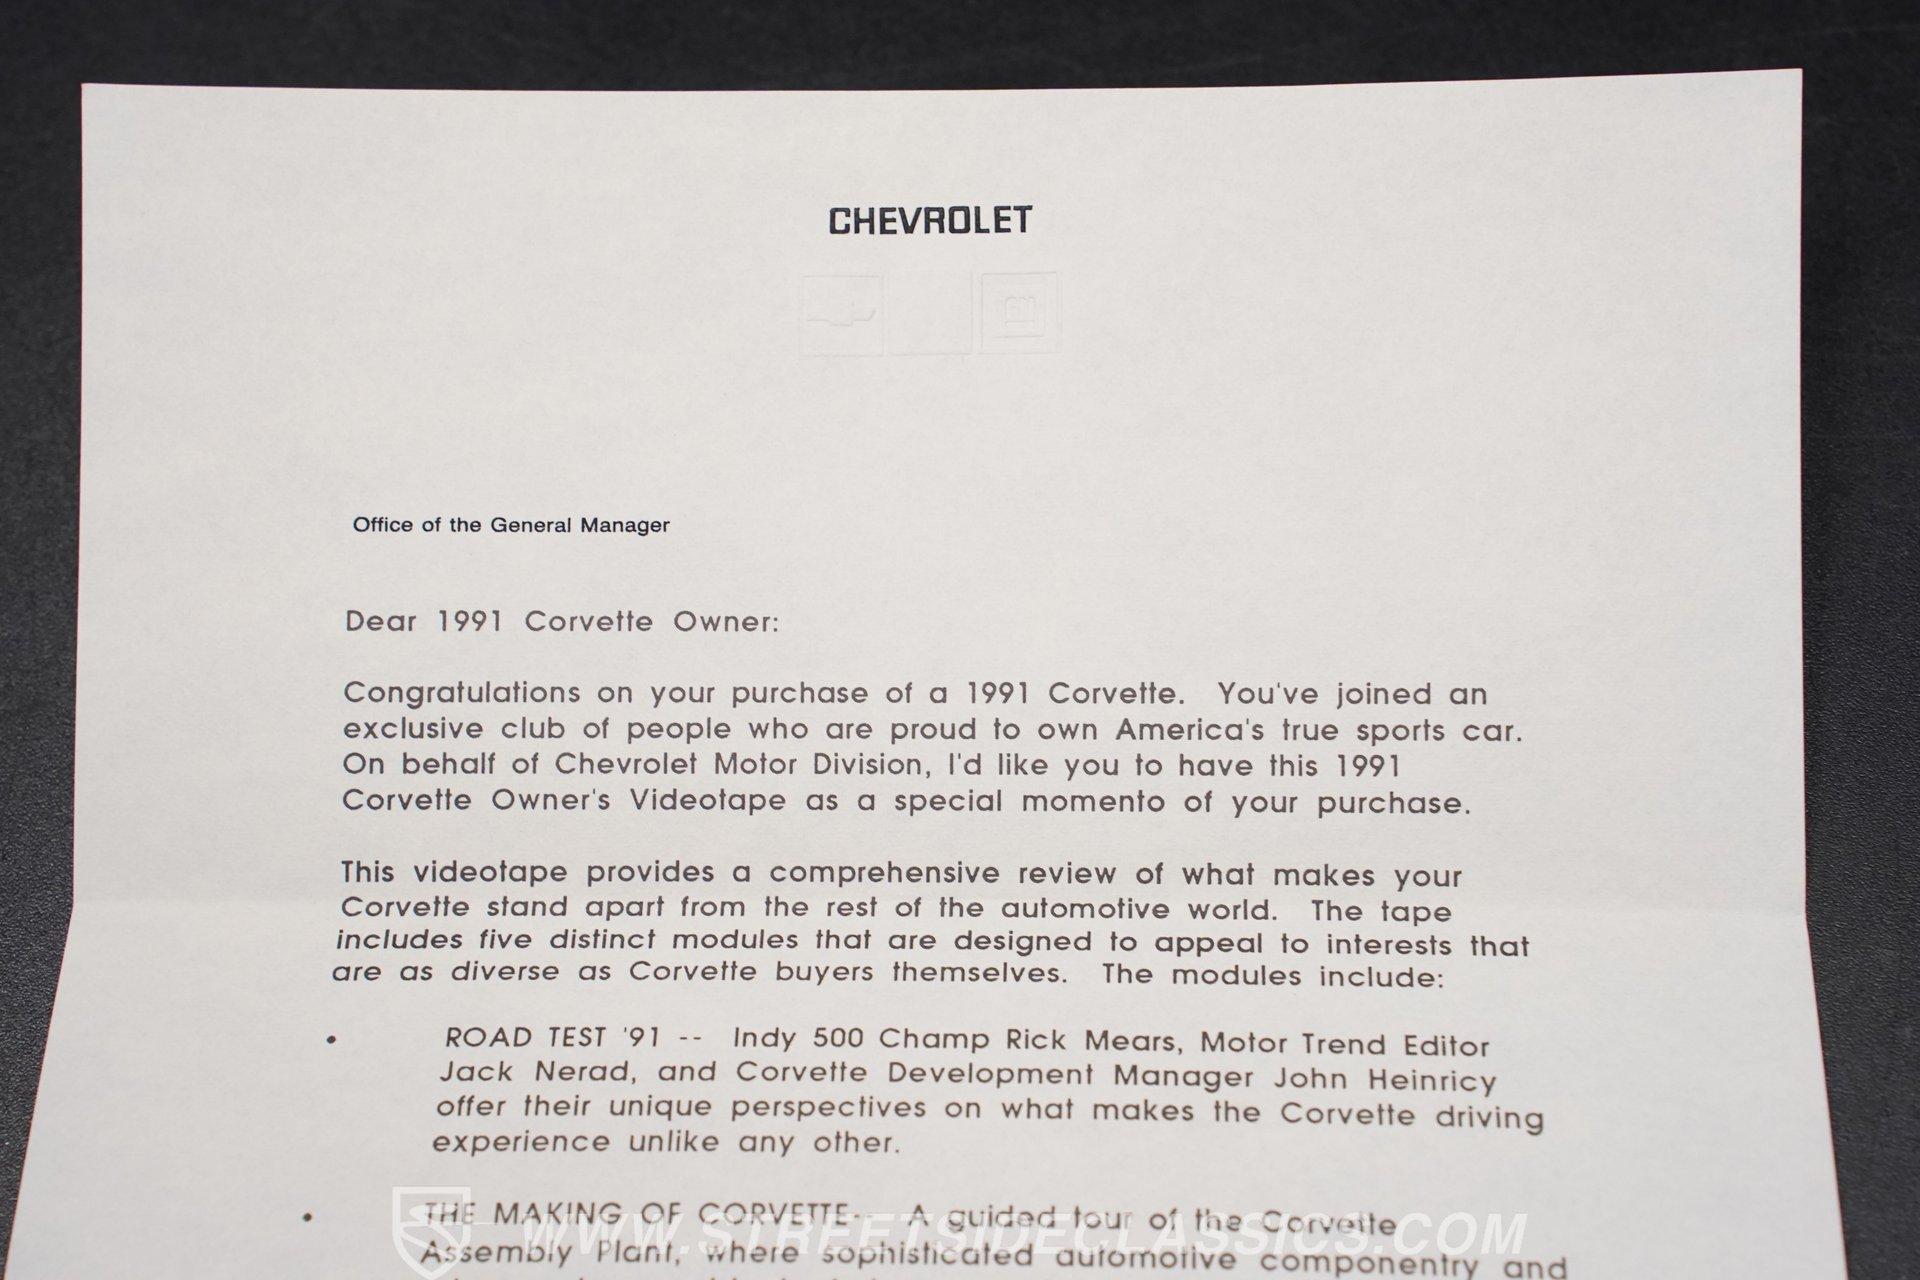 CHEVROLET
Office of the General Manager
Dear 1991 Corvette Owner:
Congratulations on your purchase of a 1991 Corvette. You've joined an
exclusive club of people who are proud to own America's true sports car.
On behalf of Chevrolet Motor Division, I'd like you to have this 1991
Corvette Owner's Videotape as a special momento of your purchase.
This videotape provides a comprehensive review of what makes your
Corvette stand apart from the rest of the automotive world. The tape
includes five distinct modules that are designed to appeal to interests that
are as diverse as Corvette buyers themselves. The modules include:
• ROAD TEST '91 -- Indy 500 Champ Rick Mears, Motor Trend Editor
Jack Nerad, and Corvette Development Manager John Heinricy
offer their unique perspectives on what makes the Corvette driving
experience unlike any other.
• THE MAKING OF CORVETTE-- A guided tour of the Corvette
WWW.STREETSIDECLASSICS.COM
Assembly Plant, where sophisticated automotive componentry and